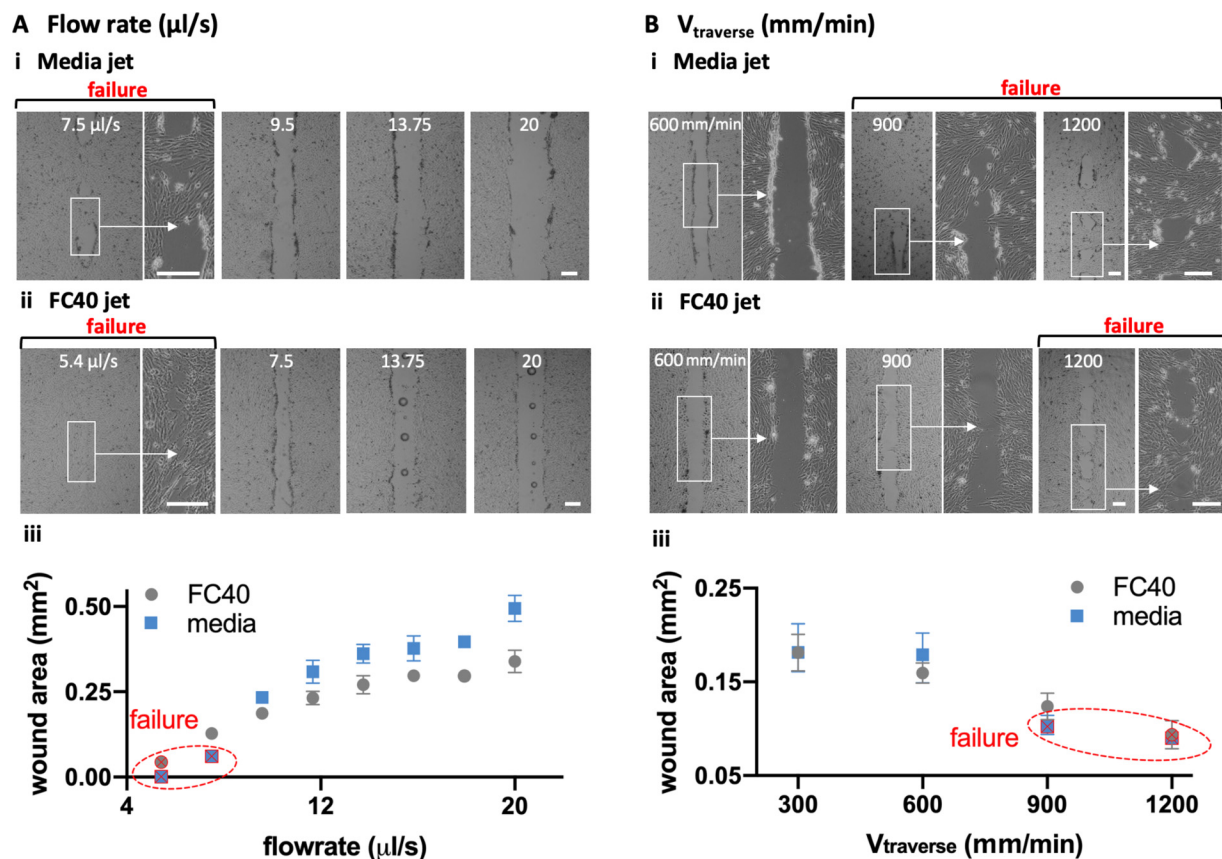 A Flow rate (µl/s)
i Media jet
failure
7.5 µl/s
9.5
13.75
20
ii FC40 jet
failure
5.4 µl/s
7.5
13.75
20
iii
wound area (mm²)
0.50
0.25
0.00
FC40
media
failure
4
12
20
flowrate (µl/s)
B Vtraverse (mm/min)
i Media jet
failure
600 mm/min
900
1200
ii FC40 jet
failure
600 mm/min
900
1200
iii
wound area (mm²)
0.25
0.15
0.05
FC40
media
failure
300
600
900
1200
Vtraverse (mm/min)